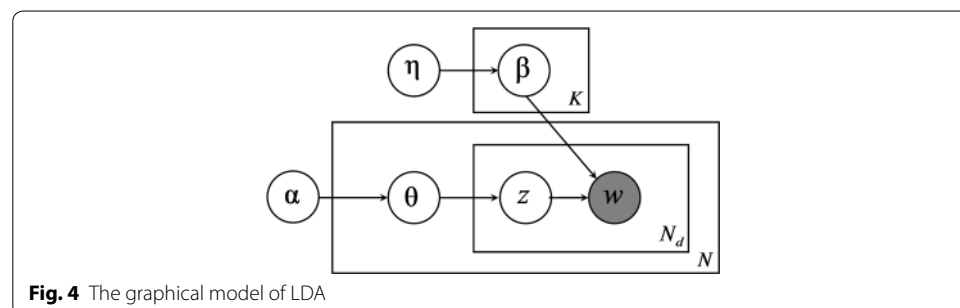 η β
K
α θ z w
N_d
N
Fig. 4 The graphical model of LDA